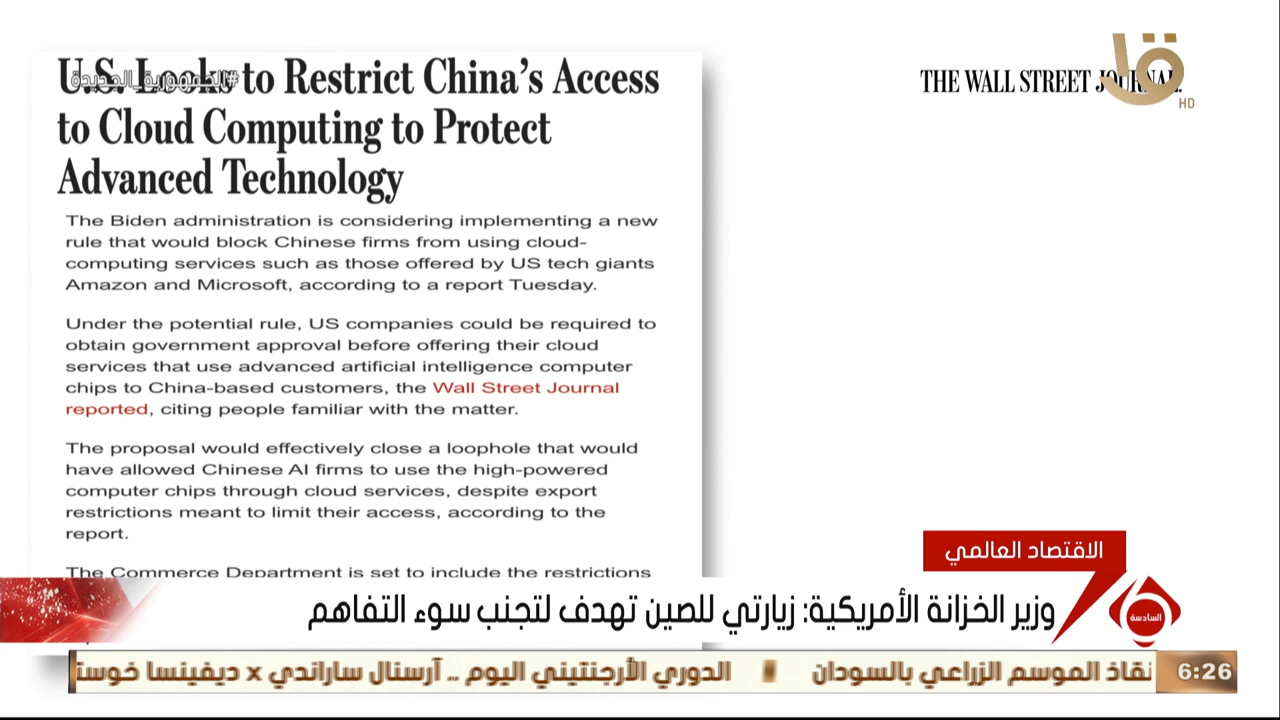 #الجمهورية_الجديدة
U.S. Looks to Restrict China's Access
to Cloud Computing to Protect
Advanced Technology
THE WALL STREET JOURNAL.
HD
The Biden administration is considering implementing a new
rule that would block Chinese firms from using cloud-
computing services such as those offered by US tech giants
Amazon and Microsoft, according to a report Tuesday.
Under the potential rule, US companies could be required to
obtain government approval before offering their cloud
services that use advanced artificial intelligence computer
chips to China-based customers, the Wall Street Journal
reported, citing people familiar with the matter.
The proposal would effectively close a loophole that would
have allowed Chinese AI firms to use the high-powered
computer chips through cloud services, despite export
restrictions meant to limit their access, according to the
report.
The Commerce Department is set to include the restrictions
الاقتصاد العالمي
وزير الخزانة الأمريكية: زيارتي للصين تهدف لتجنب سوء التفاهم
السادسة
نقاذ الموسم الزراعي بالسودان الدوري الأرجنتيني اليوم .. آرسنال ساراندي x ديفينسا خوست
6:26